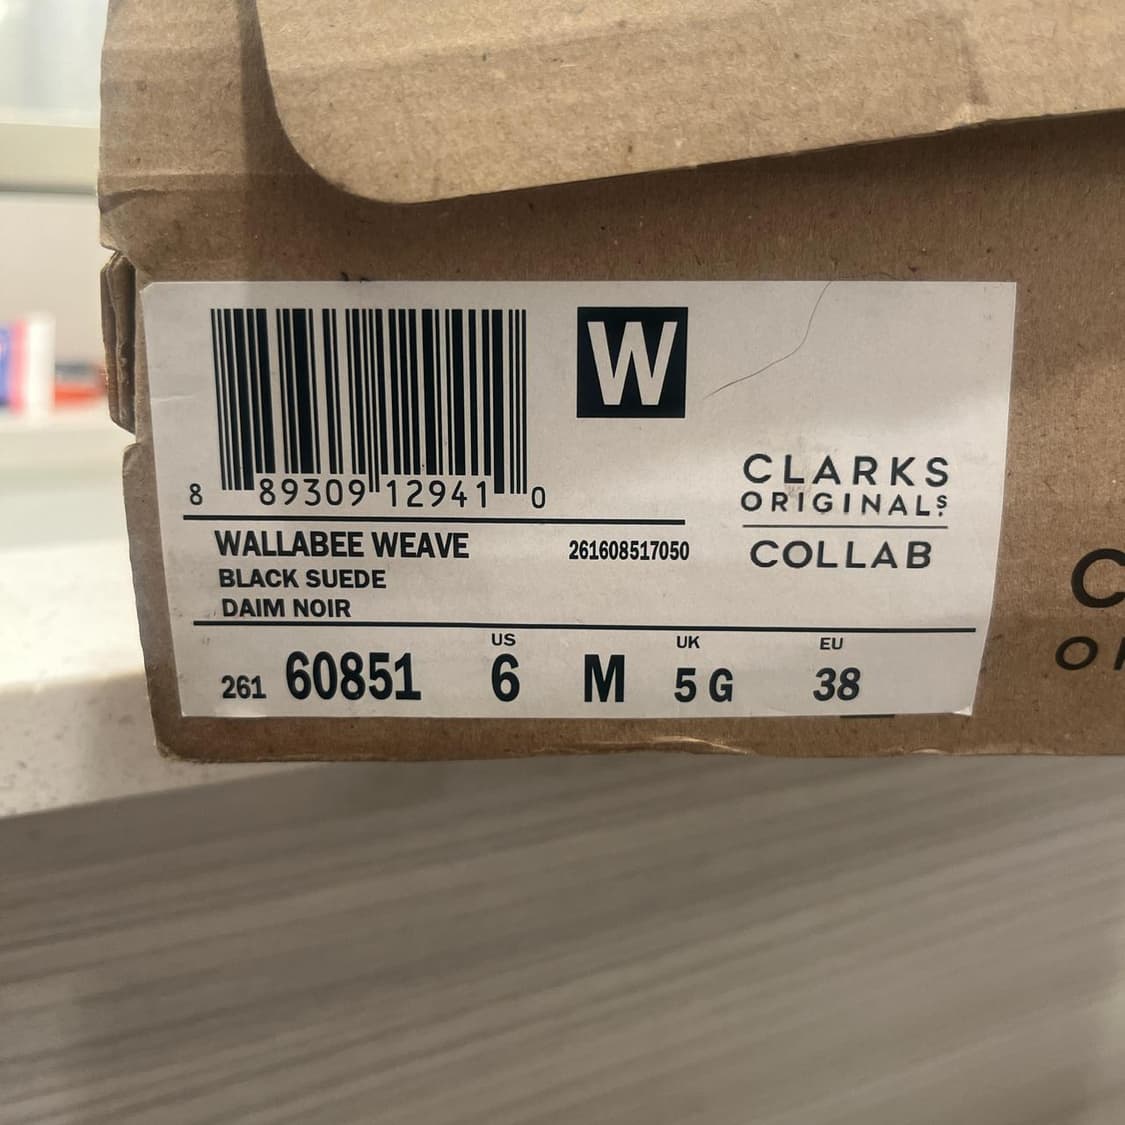 W
8 89309 12941 0
CLARKS
ORIGINALS.
WALLABEE WEAVE 261608517050
COLLAB
BLACK SUEDE
DAIM NOIR
US UK EU
261 60851 6 M 5 G 38
C